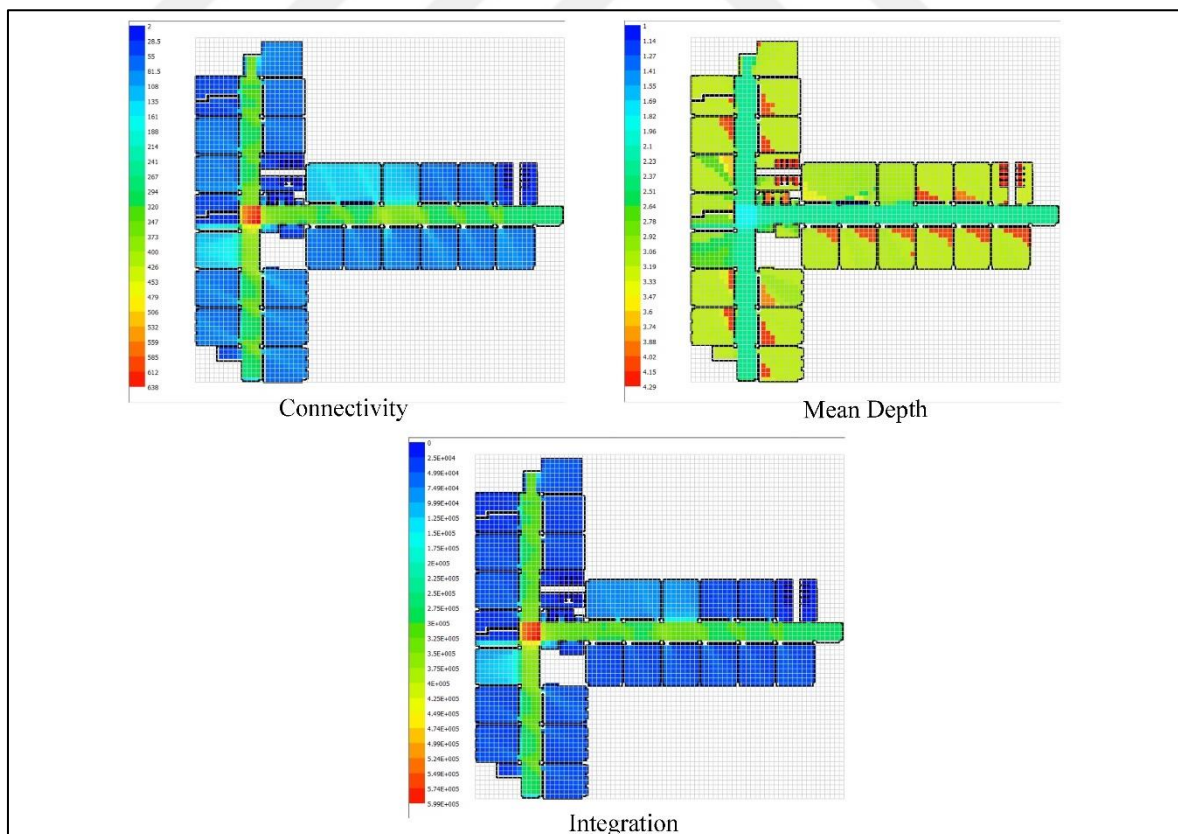 2
28.5
55
81.5
108
135
161
188
214
241
267
294
320
347
373
400
426
453
479
506
532
559
585
612
638
Connectivity
1
1.14
1.27
1.41
1.55
1.69
1.82
1.96
2.1
2.23
2.37
2.51
2.64
2.78
2.92
3.06
3.19
3.33
3.47
3.6
3.74
3.88
4.02
4.15
4.29
Mean Depth
0
2.5E+004
4.99E+004
7.49E+004
9.99E+004
1.25E+005
1.5E+005
1.75E+005
2E+005
2.25E+005
2.5E+005
2.75E+005
3E+005
3.25E+005
3.5E+005
3.75E+005
4E+005
4.25E+005
4.49E+005
4.74E+005
4.99E+005
5.24E+005
5.49E+005
5.74E+005
5.99E+005
Integration